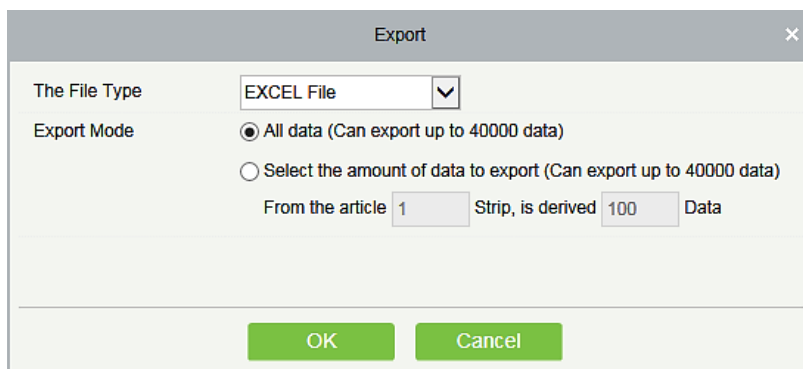 Export
The File Type EXCEL File
Export Mode All data (Can export up to 40000 data)
Select the amount of data to export (Can export up to 40000 data)
From the article 1 Strip, is derived 100 Data
OK Cancel